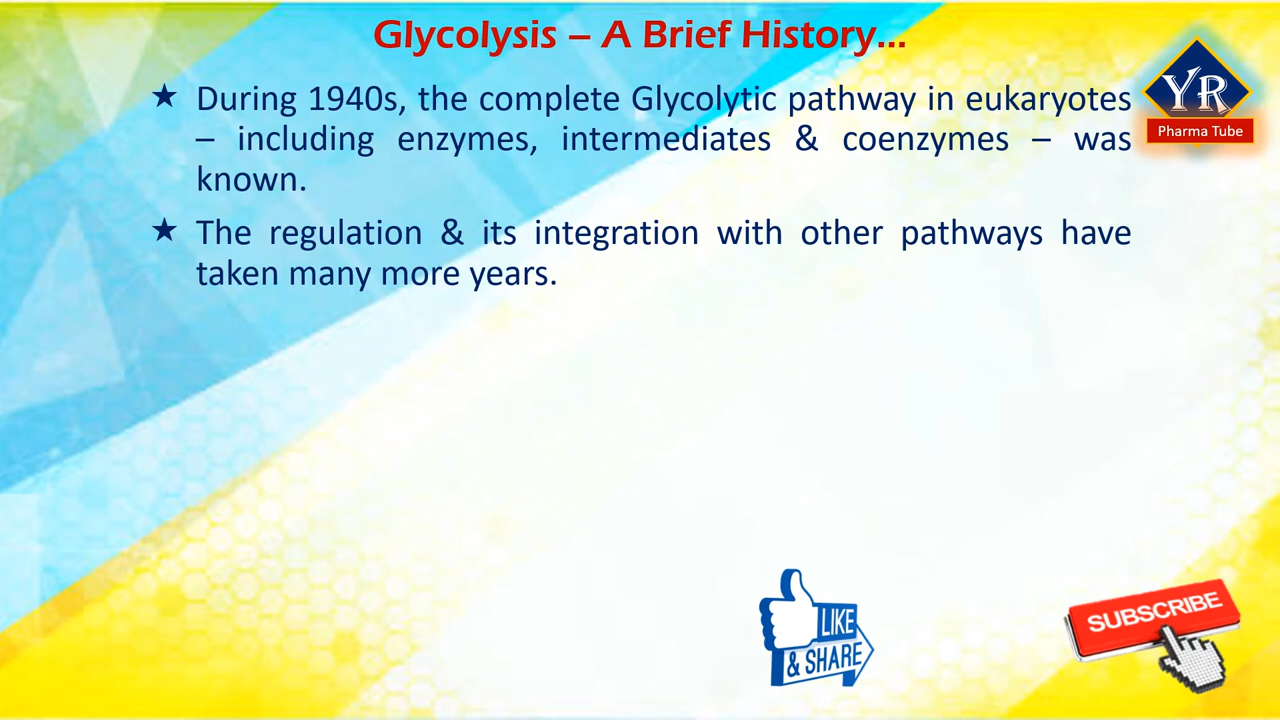 Glycolysis – A Brief History...
★ During 1940s, the complete Glycolytic pathway in eukaryotes
– including enzymes, intermediates & coenzymes – was
known.
★ The regulation & its integration with other pathways have
taken many more years.
YR
Pharma Tube
LIKE
& SHARE
SUBSCRIBE